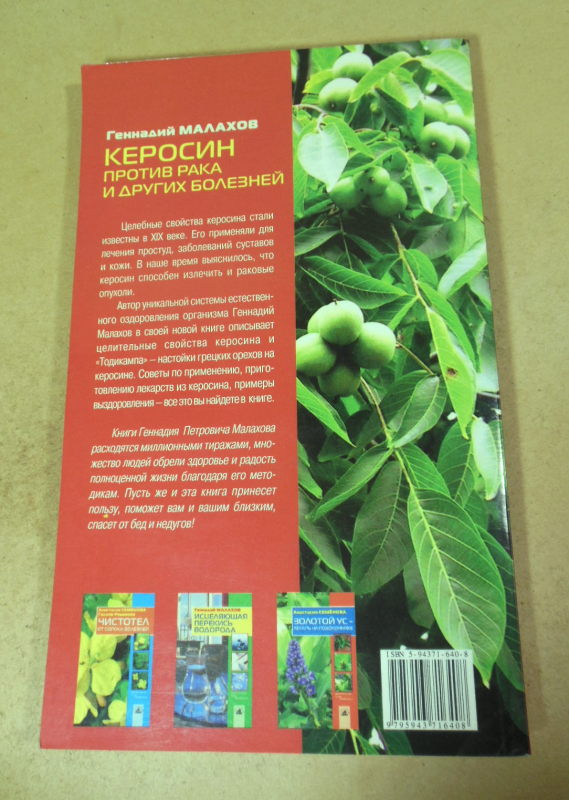 Геннадий МАЛАХОВ
КЕРОСИН
ПРОТИВ РАКА
И ДРУГИХ БОЛЕЗНЕЙ
Целебные свойства керосина стали
известны в XIX веке. Его применяли для
лечения простуд, заболеваний суставов
и кожи. В наше время выяснилось, что
керосин способен излечить и раковые
опухоли.
Автор уникальной системы естествен-
ного оздоровления организма Геннадий
Малахов в своей новой книге описывает
целительные свойства керосина и
«Тодикампа» – настойки грецких орехов на
керосине. Советы по применению, приго-
товлению лекарств из керосина, примеры
выздоровления – все это вы найдете в книге.
Книги Геннадия Петровича Малахова
расходятся миллионными тиражами, мно-
жество людей обрели здоровье и радость
полноценной жизни благодаря его мето-
дикам. Пусть же и эта книга принесет
пользу, поможет вам и вашим близким,
спасет от бед и недугов!
ЧИСТОТЕЛ
Геннадий МАЛАХОВ
ИСЦЕЛЯЮЩАЯ
ПЕРЕКИСЬ
ВОДОРОДА
Анастасия СЕМЁНОВА
ЗОЛОТОЙ УС –
ISBN 5-94371-640-8
9 795943 716408